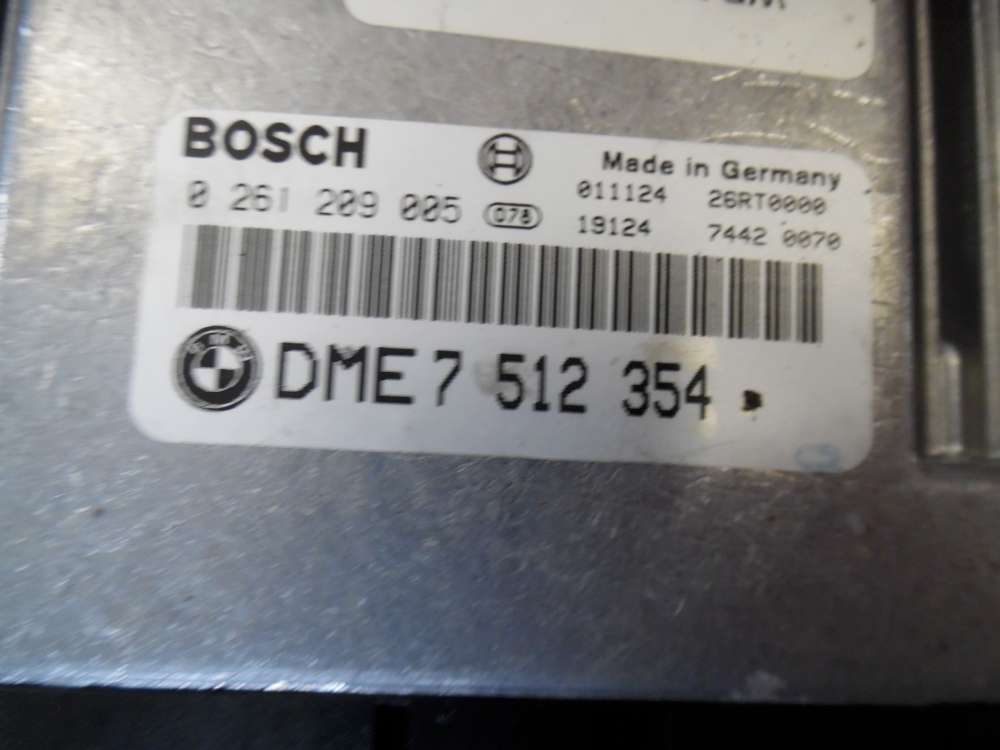 BOSCH
Made in Germany
0 261 209 005 078
011124 26RT0000
19124 7442 0070
DME 7 512 354